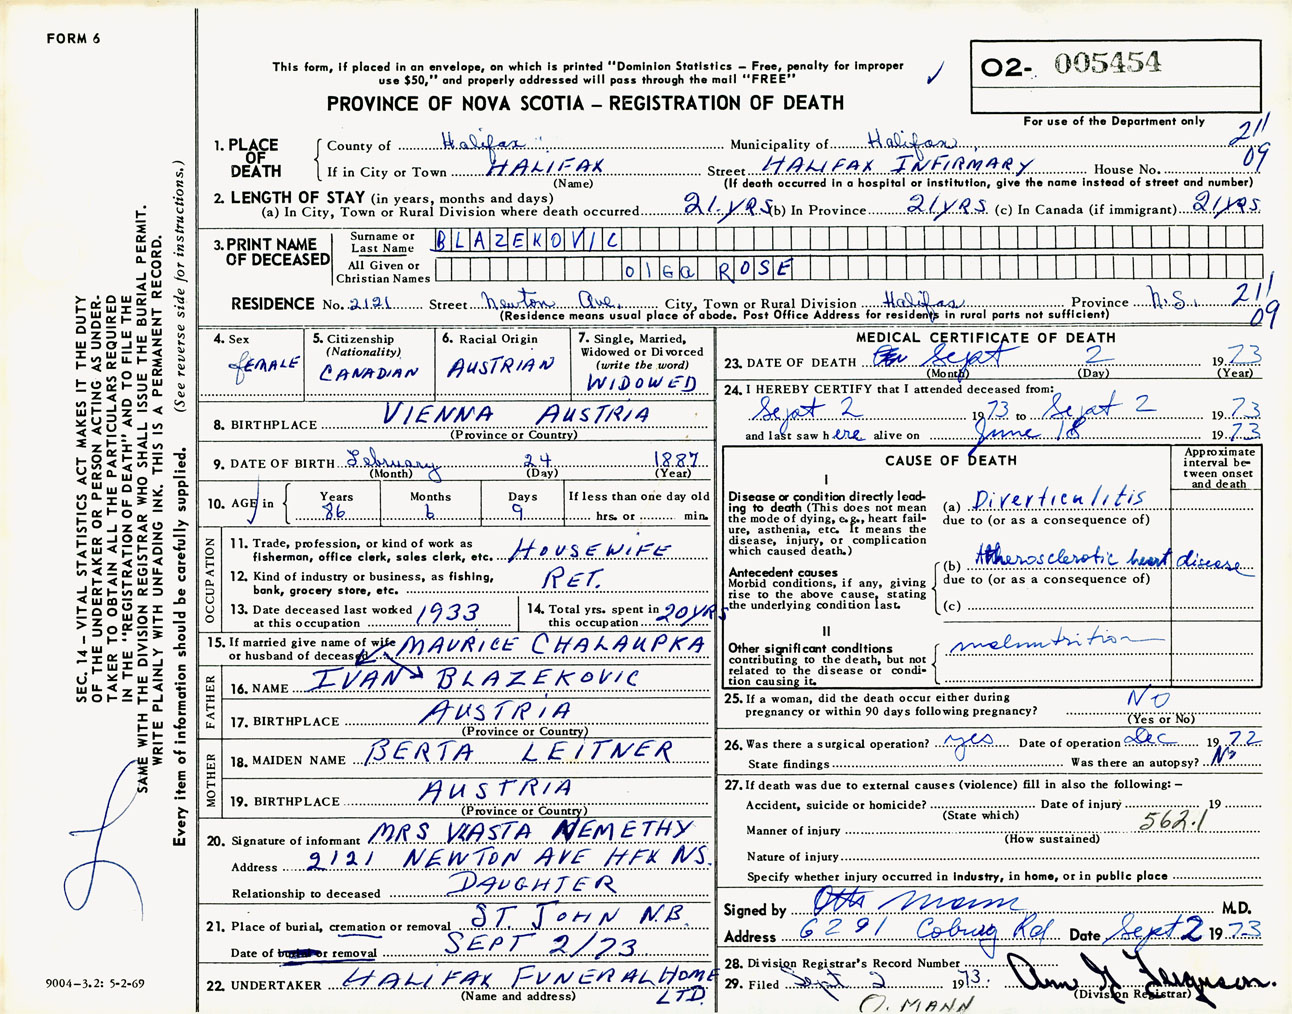 FORM 6
This form, if placed in an envelope, on which is printed "Dominion Statistics – Free, penalty for improper
use $50," and properly addressed will pass through the mail "FREE"
PROVINCE OF NOVA SCOTIA – REGISTRATION OF DEATH
O2- 005454
For use of the Department only
211
09
1. PLACE OF DEATH
County of Halifax Municipality of Halifax
If in City or Town HALIFAX Street HALIFAX INFIRMARY House No.
(Name) (If death occurred in a hospital or institution, give the name instead of street and number)
2. LENGTH OF STAY (in years, months and days)
(a) In City, Town or Rural Division where death occurred 21 YRS (b) In Province 21 YRS (c) In Canada (if immigrant) 21 YRS
3. PRINT NAME OF DECEASED
Surname or Last Name BLAZEKOVIC
All Given or Christian Names OlGa ROSE
RESIDENCE No. 2121 Street Newton Ave. City, Town or Rural Division Halifax Province N.S.
211
09
(Residence means usual place of abode. Post Office Address for residents in rural parts not sufficient)
4. Sex
female
5. Citizenship
(Nationality)
CANADIAN
6. Racial Origin
AUSTRIAN
7. Single, Married,
Widowed or Divorced
(write the word)
WIDOWED
8. BIRTHPLACE VIENNA AUSTRIA
(Province or Country)
9. DATE OF BIRTH February 24 1887
(Month) (Day) (Year)
10. AGE in Years Months Days If less than one day old
86 6 9 hrs. or min.
OCCUPATION
11. Trade, profession, or kind of work as
fisherman, office clerk, sales clerk, etc. HOUSEWIFE
12. Kind of industry or business, as fishing,
bank, grocery store, etc. RET.
13. Date deceased last worked
at this occupation 1933
14. Total yrs. spent in
this occupation 20 YRS
15. If married give name of wife
or husband of deceased MAURICE CHALAUPKA
FATHER
16. NAME IVAN BLAZEKOVIC
17. BIRTHPLACE AUSTRIA
(Province or Country)
MOTHER
18. MAIDEN NAME BERTA LEITNER
19. BIRTHPLACE AUSTRIA
(Province or Country)
20. Signature of informant MRS VLASTA NEMETHY
Address 2121 NEWTON AVE HFX NS.
Relationship to deceased DAUGHTER
21. Place of burial, cremation or removal ST. JOHN N.B.
Date of burial or removal SEPT 2/73
22. UNDERTAKER HALIFAX FUNERAL HOME
(Name and address) LTD.
MEDICAL CERTIFICATE OF DEATH
23. DATE OF DEATH Sept 2 1973
(Month) (Day) (Year)
24. I HEREBY CERTIFY that I attended deceased from:
Sept 2 1973 to Sept 2 1973
and last saw here alive on June 18 1973
CAUSE OF DEATH
Approximate
interval be-
tween onset
and death
I
Disease or condition directly lead-
ing to death (This does not mean
the mode of dying, e.g., heart fail-
ure, asthenia, etc. It means the
disease, injury, or complication
which caused death.)
(a) Diverticulitis
due to (or as a consequence of)
Antecedent causes
Morbid conditions, if any, giving
rise to the above cause, stating
the underlying condition last.
(b) Atherosclerotic heart disease
due to (or as a consequence of)
(c)
II
Other significant conditions
contributing to the death, but not
related to the disease or condi-
tion causing it.
malnutrition
25. If a woman, did the death occur either during
pregnancy or within 90 days following pregnancy? NO
(Yes or No)
26. Was there a surgical operation? yes Date of operation Dec 1972
State findings Was there an autopsy? No
27. If death was due to external causes (violence) fill in also the following: –
Accident, suicide or homicide? Date of injury 19
(State which)
562.1
Manner of injury
(How sustained)
Nature of injury
Specify whether injury occurred in industry, in home, or in public place
Signed by Otto Mann M.D.
Address 6291 Coburg Rd Date Sept 2 1973
28. Division Registrar's Record Number
29. Filed Sept 2 1973. Ann G Ferguson.
(Division Registrar)
O. MANN
SEC. 14 – VITAL STATISTICS ACT MAKES IT THE DUTY
OF THE UNDERTAKER OR PERSON ACTING AS UNDER-
TAKER TO OBTAIN ALL THE PARTICULARS REQUIRED
IN THE "REGISTRATION OF DEATH" AND TO FILE THE
SAME WITH THE DIVISION REGISTRAR WHO SHALL ISSUE THE BURIAL PERMIT.
WRITE PLAINLY WITH UNFADING INK. THIS IS A PERMANENT RECORD.
Every item of information should be carefully supplied. (See reverse side for instructions.)
9004-3.2: 5-2-69